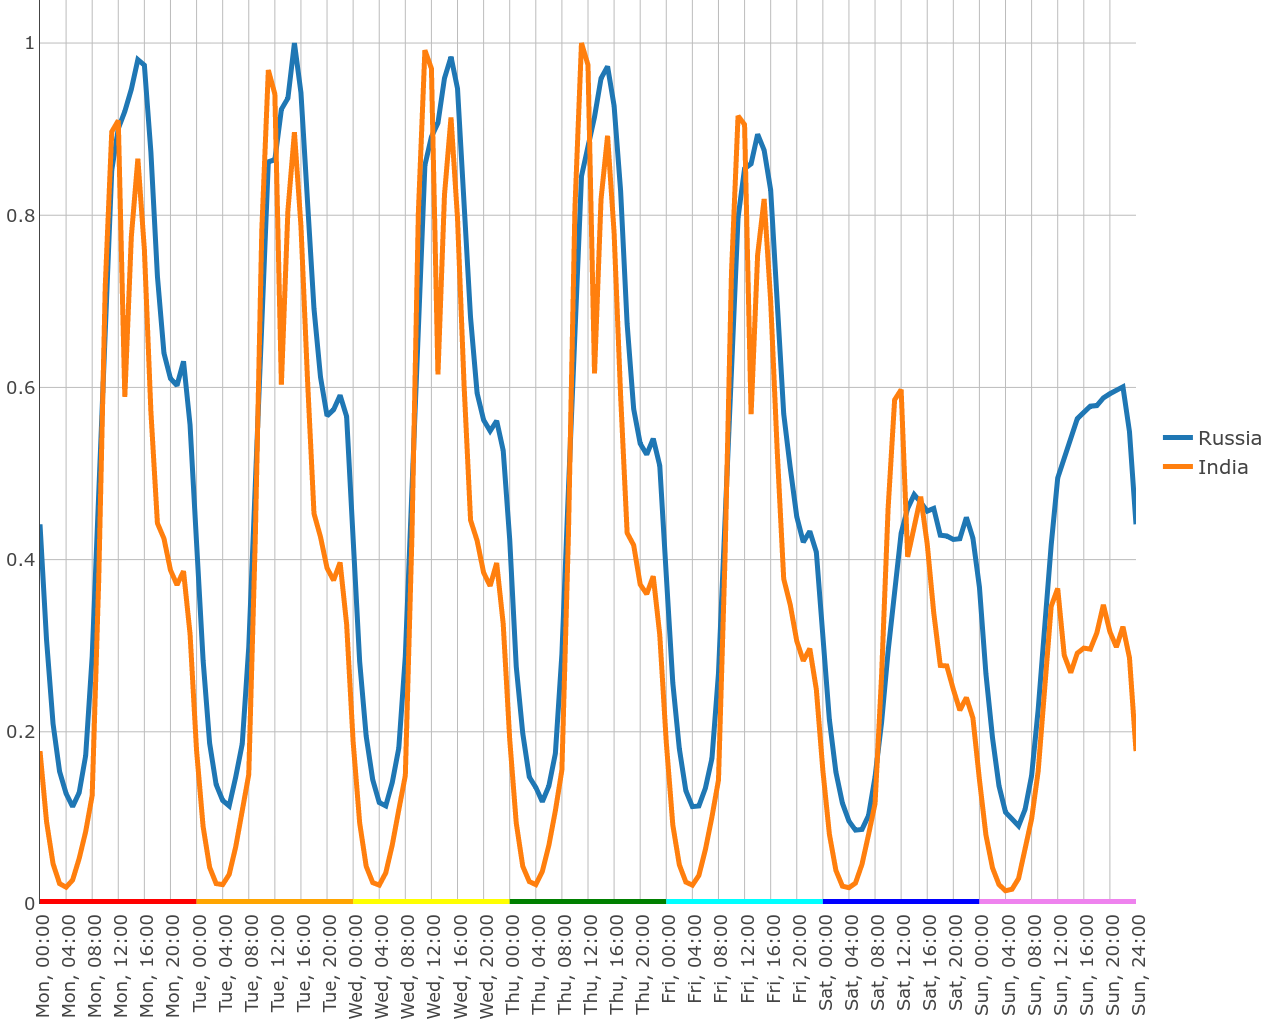 1
0.8
0.6
0.4
0.2
0
Mon, 00:00
Mon, 04:00
Mon, 08:00
Mon, 12:00
Mon, 16:00
Mon, 20:00
Tue, 00:00
Tue, 04:00
Tue, 08:00
Tue, 12:00
Tue, 16:00
Tue, 20:00
Wed, 00:00
Wed, 04:00
Wed, 08:00
Wed, 12:00
Wed, 16:00
Wed, 20:00
Thu, 00:00
Thu, 04:00
Thu, 08:00
Thu, 12:00
Thu, 16:00
Thu, 20:00
Fri, 00:00
Fri, 04:00
Fri, 08:00
Fri, 12:00
Fri, 16:00
Fri, 20:00
Sat, 00:00
Sat, 04:00
Sat, 08:00
Sat, 12:00
Sat, 16:00
Sat, 20:00
Sun, 00:00
Sun, 04:00
Sun, 08:00
Sun, 12:00
Sun, 16:00
Sun, 20:00
Sun, 24:00
Russia
India